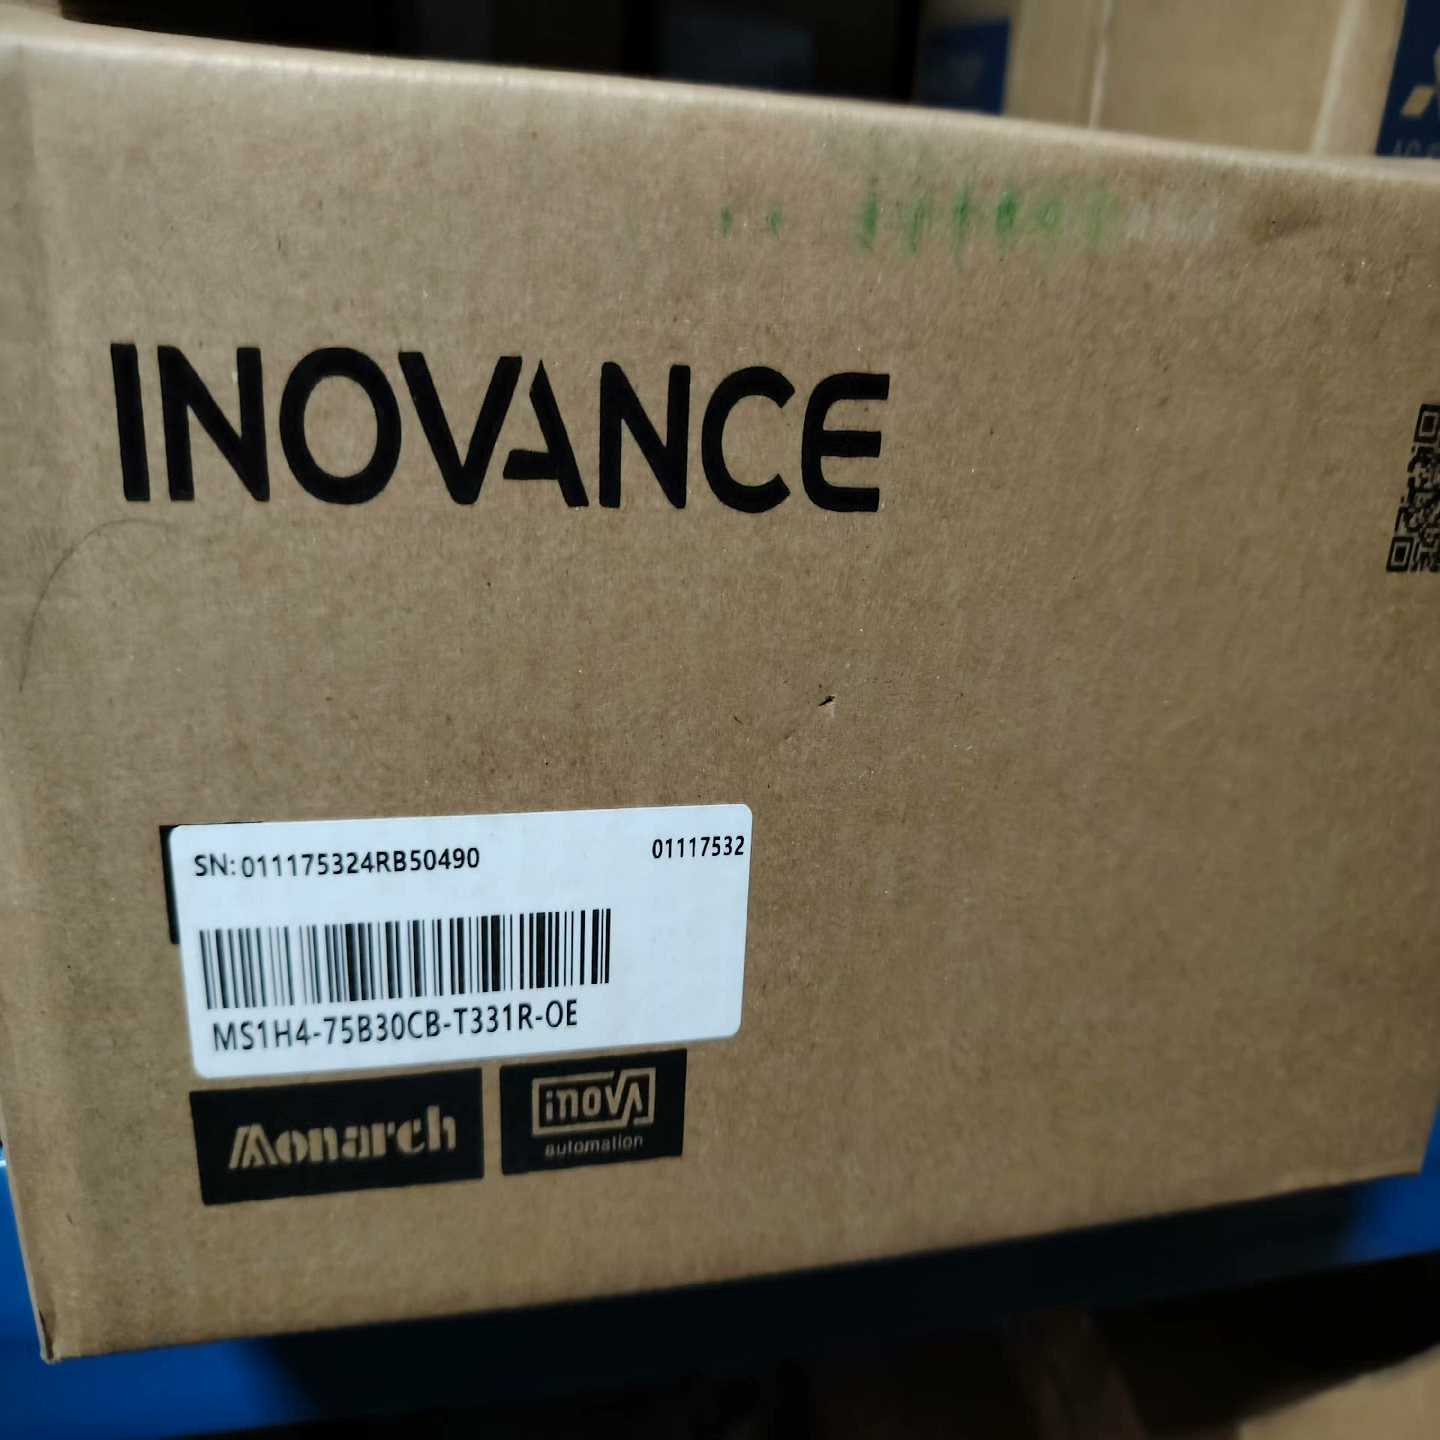 INOVANCE
SN:011175324RB50490
01117532
MS1H4-75B30CB-T331R-OE
Monarch
inovA
automation